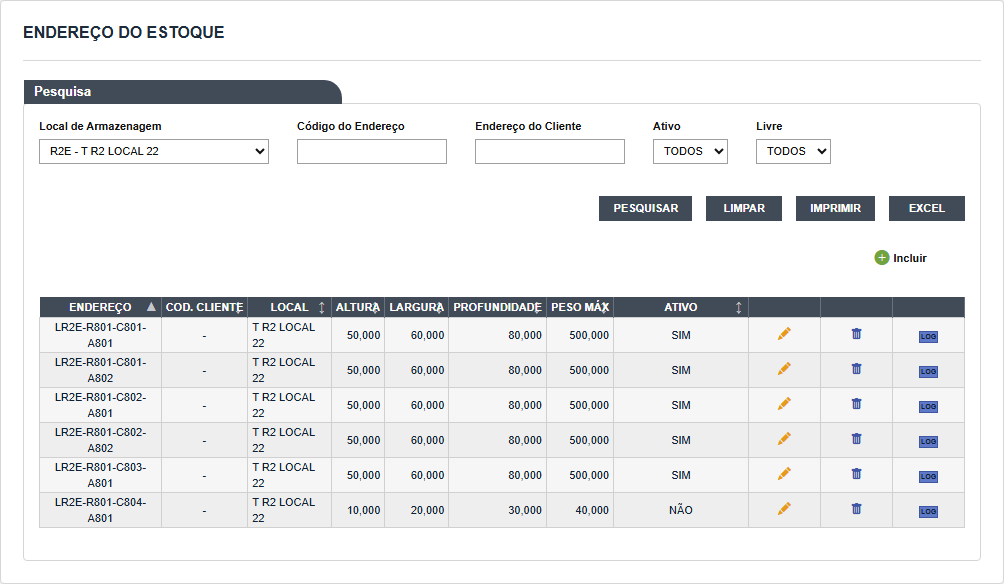 ENDEREÇO DO ESTOQUE
Pesquisa
Local de Armazenagem Código do Endereço Endereço do Cliente Ativo Livre
R2E - T R2 LOCAL 22 TODOS TODOS
PESQUISAR LIMPAR IMPRIMIR EXCEL
Incluir
ENDEREÇO COD. CLIENTE LOCAL ALTURA LARGURA PROFUNDIDADE PESO MÁX ATIVO
LR2E-R801-C801- T R2 LOCAL
A801 - 22 50,000 60,000 80,000 500,000 SIM LOG
LR2E-R801-C801- T R2 LOCAL
A802 - 22 50,000 60,000 80,000 500,000 SIM LOG
LR2E-R801-C802- T R2 LOCAL
A801 - 22 50,000 60,000 80,000 500,000 SIM LOG
LR2E-R801-C802- T R2 LOCAL
A802 - 22 50,000 60,000 80,000 500,000 SIM LOG
LR2E-R801-C803- T R2 LOCAL
A801 - 22 50,000 60,000 80,000 500,000 SIM LOG
LR2E-R801-C804- T R2 LOCAL
A801 - 22 10,000 20,000 30,000 40,000 NÃO LOG